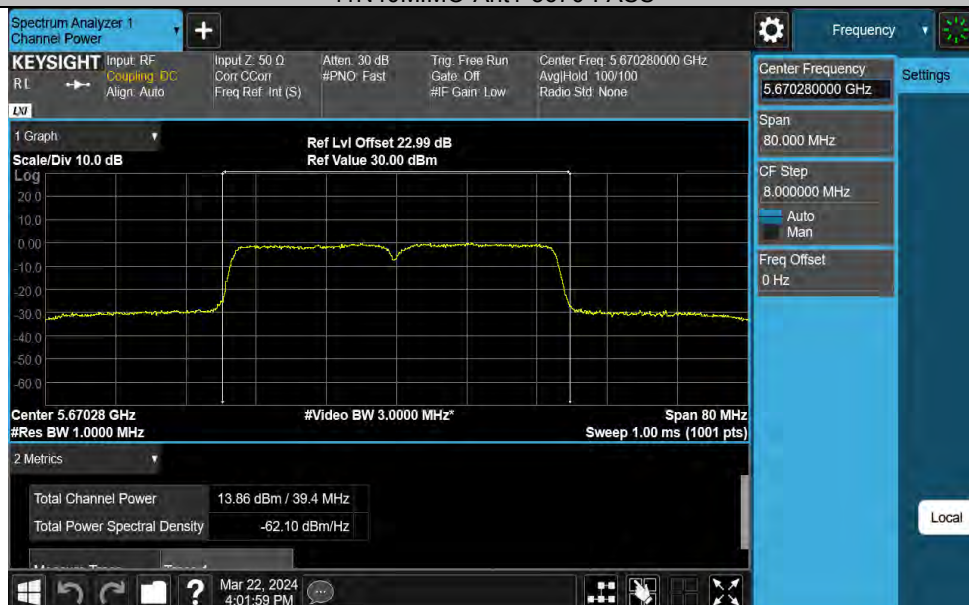 Spectrum Analyzer 1
Channel Power
Frequency
KEYSIGHT
Input: RF
Coupling: DC
Align: Auto
Input Z: 50 Ω
Corr CCorr
Freq Ref: Int (S)
Atten: 30 dB
#PNO: Fast
Trig: Free Run
Gate: Off
#IF Gain: Low
Center Freq: 5.670280000 GHz
Avg|Hold: 100/100
Radio Std: None
LXI
1 Graph
Scale/Div 10.0 dB
Ref Lvl Offset 22.99 dB
Ref Value 30.00 dBm
Log
20.0
10.0
0.00
-10.0
-20.0
-30.0
-40.0
-50.0
-60.0
Center 5.67028 GHz
#Res BW 1.0000 MHz
#Video BW 3.0000 MHz*
Span 80 MHz
Sweep 1.00 ms (1001 pts)
2 Metrics
Total Channel Power
13.86 dBm / 39.4 MHz
Total Power Spectral Density
-62.10 dBm/Hz
Mar 22, 2024
4:01:59 PM
Center Frequency
5.670280000 GHz
Settings
Span
80.000 MHz
CF Step
8.000000 MHz
Auto
Man
Freq Offset
0 Hz
Local